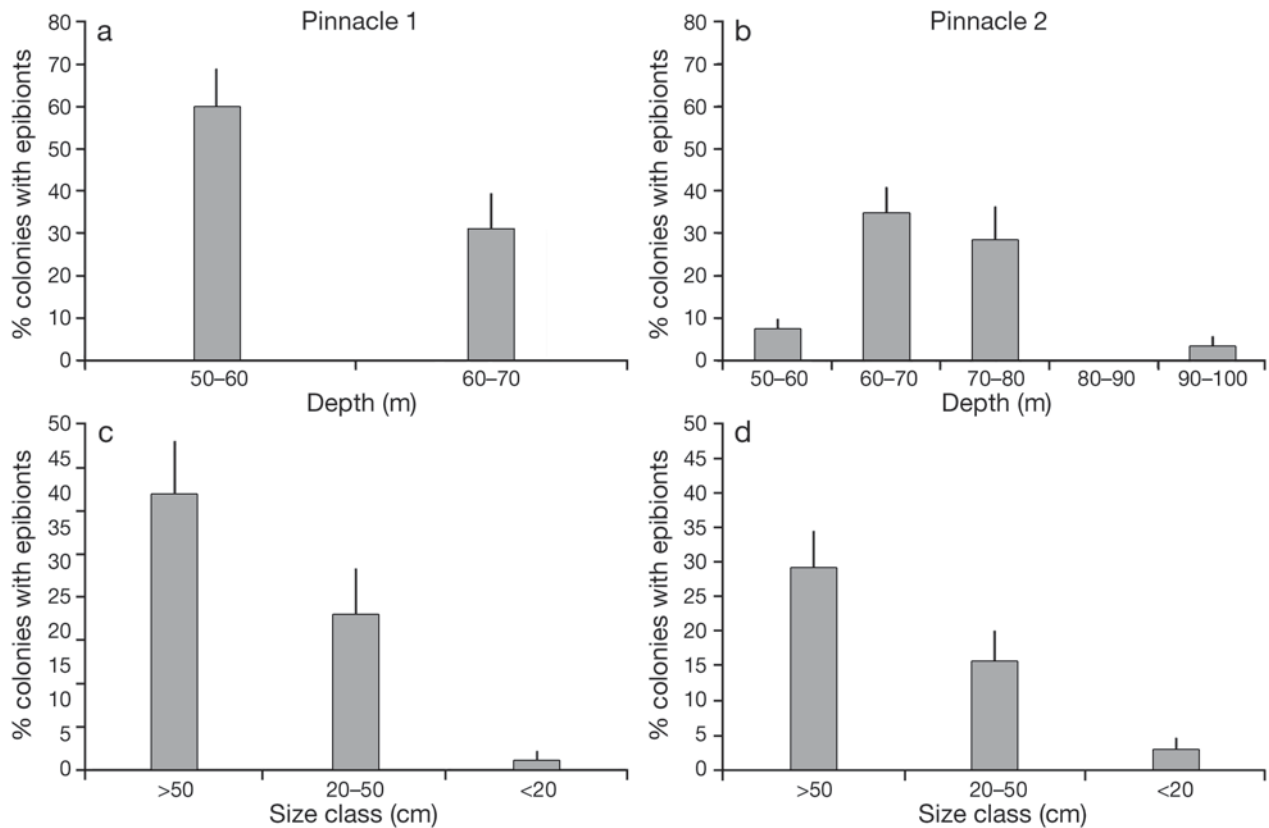 a
Pinnacle 1
% colonies with epibionts
80
70
60
50
40
30
20
10
0
50–60 60–70
Depth (m)
b
Pinnacle 2
% colonies with epibionts
80
70
60
50
40
30
20
10
0
50–60 60–70 70–80 80–90 90–100
Depth (m)
c
% colonies with epibionts
50
45
40
35
30
25
20
15
10
5
0
>50 20–50 <20
Size class (cm)
d
% colonies with epibionts
50
45
40
35
30
25
20
15
10
5
0
>50 20–50 <20
Size class (cm)